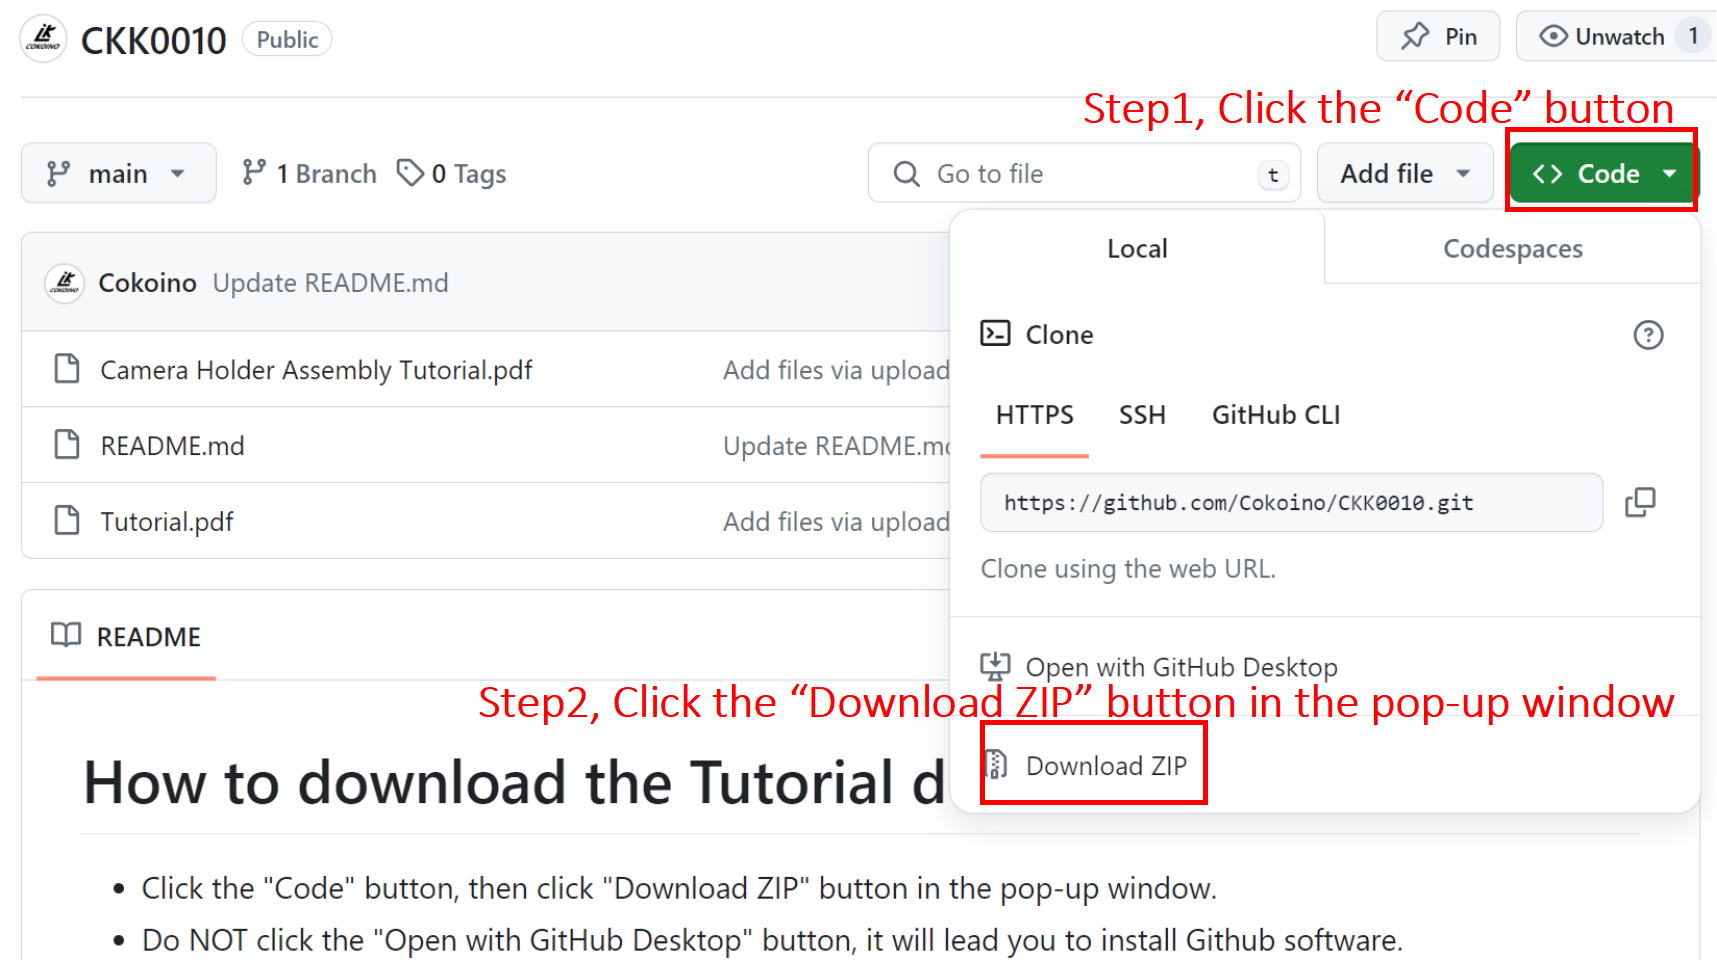 COKOINO
CKK0010 Public
Pin
Unwatch 1
Step1, Click the “Code” button
main
1 Branch
0 Tags
Go to file t
Add file
<> Code
Local
Codespaces
COKOINO
Cokoino Update README.md
Clone
Camera Holder Assembly Tutorial.pdf Add files via upload
HTTPS SSH GitHub CLI
README.md Update README.md
https://github.com/Cokoino/CKK0010.git
Tutorial.pdf Add files via upload
Clone using the web URL.
README
Open with GitHub Desktop
Step2, Click the “Download ZIP” button in the pop-up window
Download ZIP
How to download the Tutorial d
• Click the "Code" button, then click "Download ZIP" button in the pop-up window.
• Do NOT click the "Open with GitHub Desktop" button, it will lead you to install Github software.